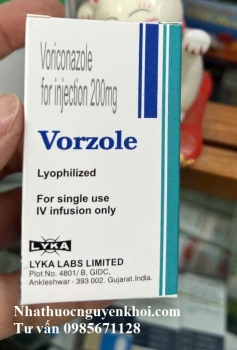 Voriconazole
for injection 200mg
Vorzole
Lyophilized
For single use
IV infusion only
LYKA
LYKA LABS LIMITED
Plot No. 4801/ B, GIDC,
Ankleshwar - 393 002. Gujarat.India.
Nhathuocnguyenkhoi.com
Tư vấn 0985671128